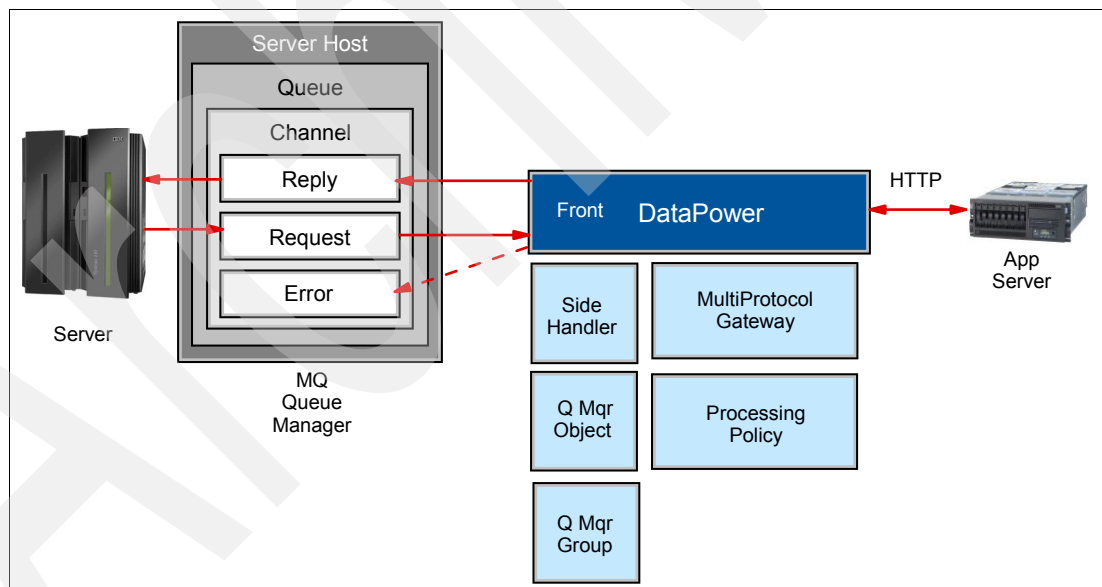 Server Host
Queue
Channel
Reply
Request
Error
Server
MQ
Queue
Manager
Front
DataPower
HTTP
App
Server
Side
Handler
MultiProtocol
Gateway
Q Mqr
Object
Processing
Policy
Q Mqr
Group